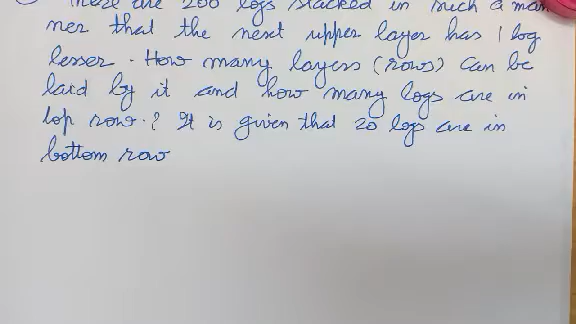 There are 200 logs stacked in such a man
ner that the next upper layer has 1 log
lesser. How many layers (rows) can be
laid by it and how many logs are in
top row.? It is given that 20 logs are in
bottom row